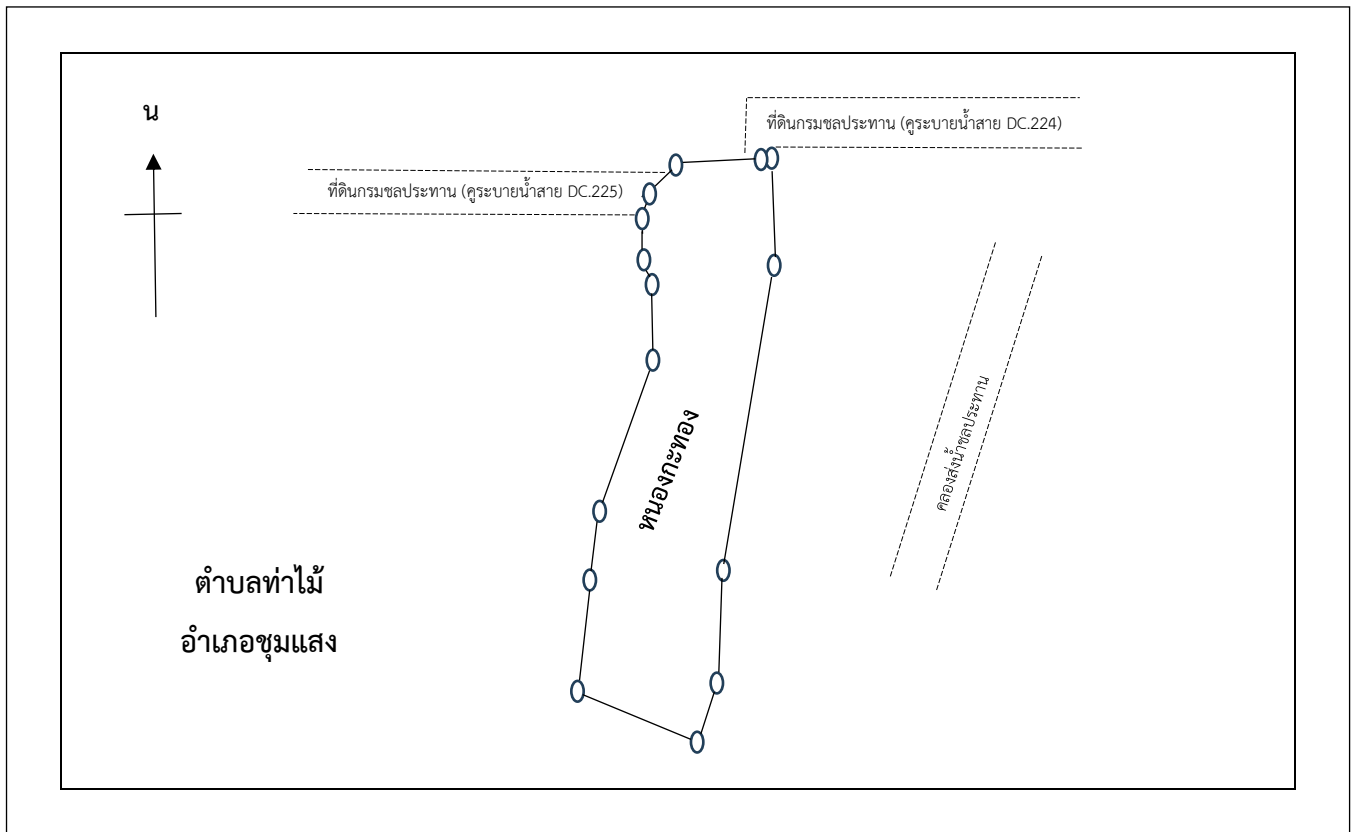 น
ที่ดินกรมชลประทาน (คูระบายน้ำสาย DC.224)
ที่ดินกรมชลประทาน (คูระบายน้ำสาย DC.225)
หนองกะทอง
คลองส่งน้ำชลประทาน
ตำบลท่าไม้
อำเภอชุมแสง